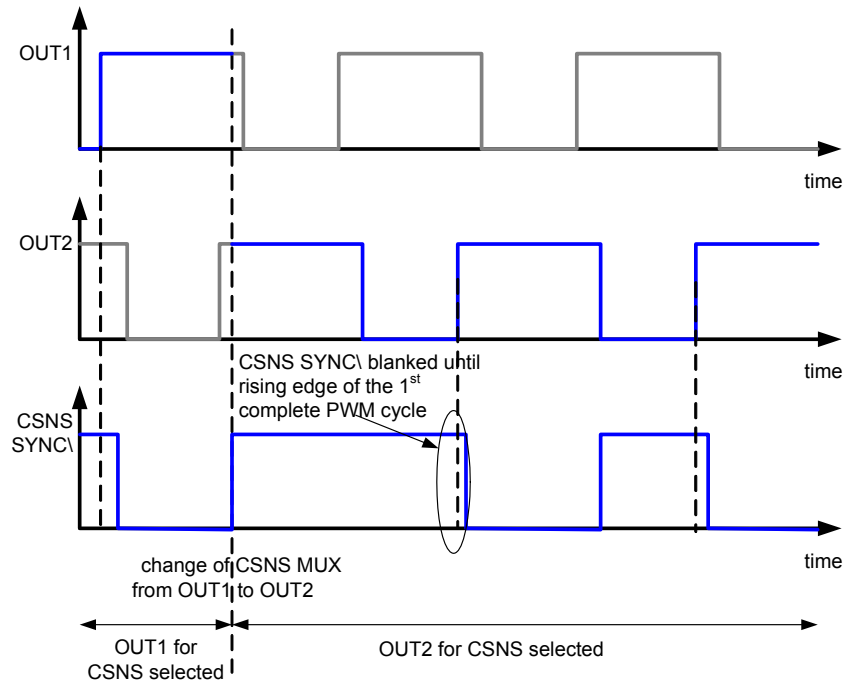 OUT1
time
OUT2
time
CSNS SYNC\ blanked until
rising edge of the 1st
complete PWM cycle
CSNS
SYNC\
time
change of CSNS MUX
from OUT1 to OUT2
OUT1 for
CSNS selected
OUT2 for CSNS selected